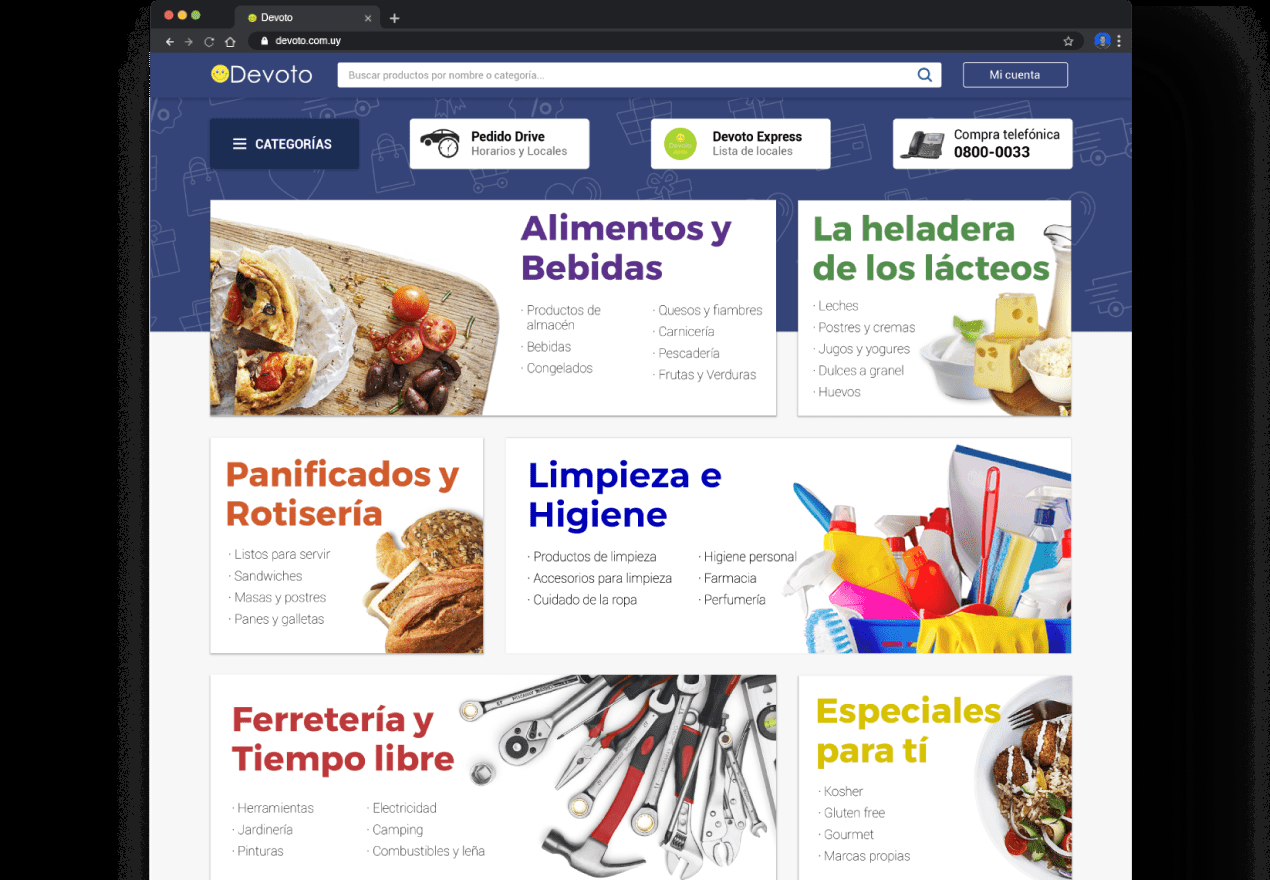 Devoto
devoto.com.uy
Devoto
Buscar productos por nombre o categoría...
Mi cuenta
CATEGORÍAS
Pedido Drive
Horarios y Locales
Devoto Express
Lista de locales
Compra telefónica
0800-0033
Alimentos y
Bebidas
· Productos de
almacén
· Bebidas
· Congelados
· Quesos y fiambres
· Carnicería
· Pescadería
· Frutas y Verduras
La heladera
de los lácteos
· Leches
· Postres y cremas
· Jugos y yogures
· Dulces a granel
· Huevos
Panificados y
Rotisería
· Listos para servir
· Sandwiches
· Masas y postres
· Panes y galletas
Limpieza e
Higiene
· Productos de limpieza
· Accesorios para limpieza
· Cuidado de la ropa
· Higiene personal
· Farmacia
· Perfumería
Ferretería y
Tiempo libre
· Herramientas
· Jardinería
· Pinturas
· Electricidad
· Camping
· Combustibles y leña
Especiales
para tí
· Kosher
· Gluten free
· Gourmet
· Marcas propias